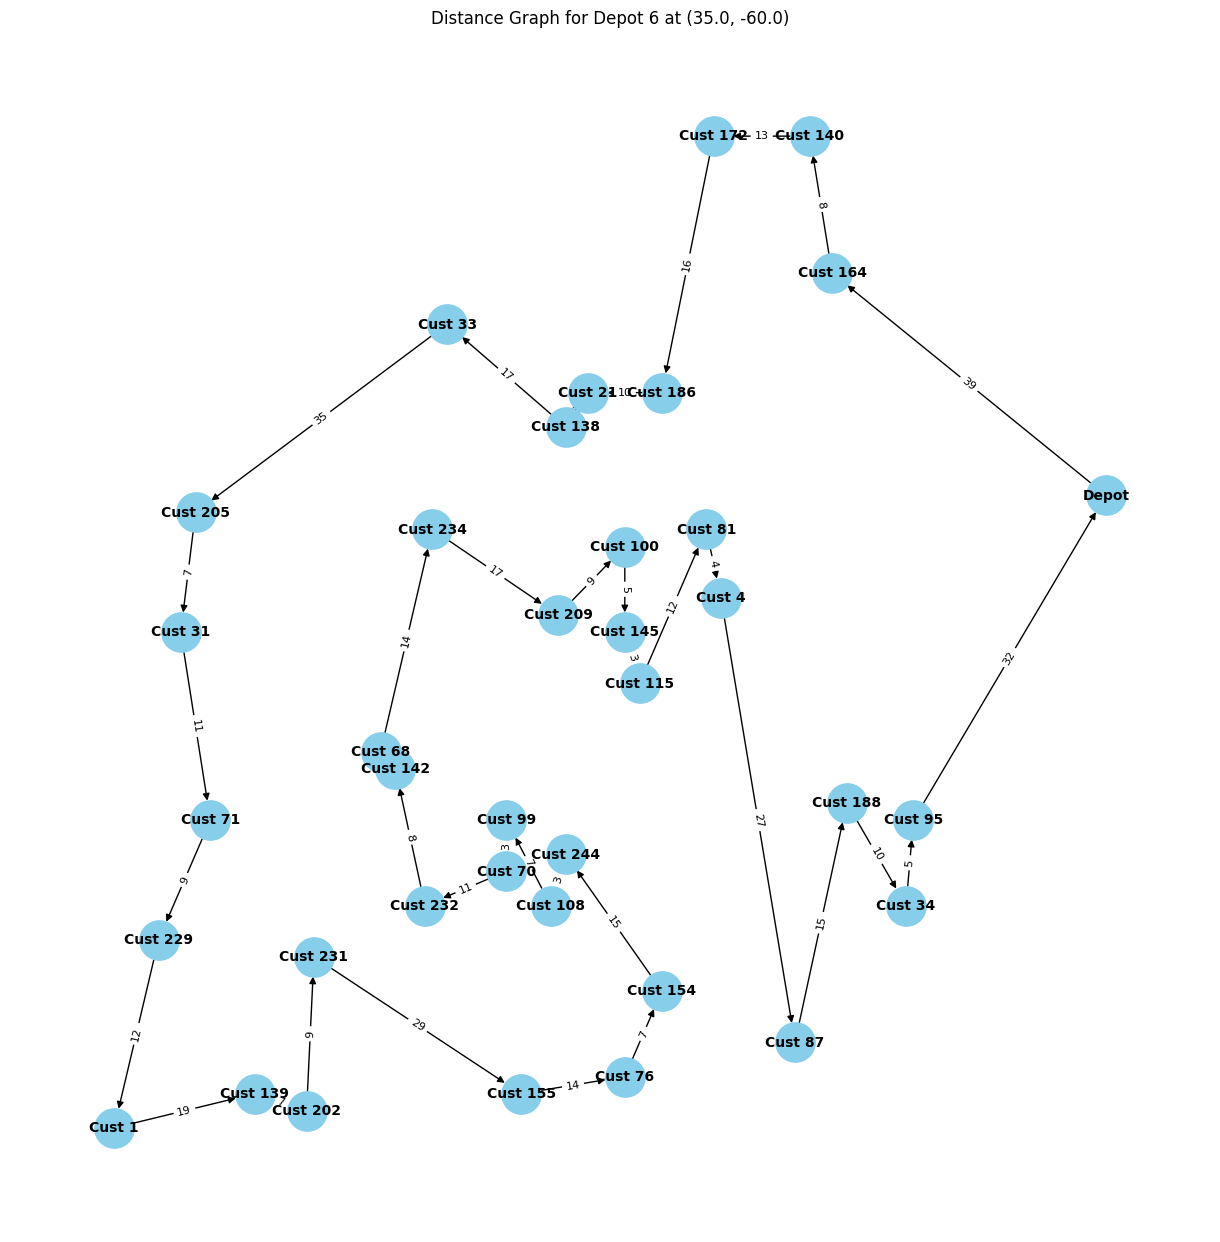 Distance Graph for Depot 6 at (35.0, -60.0)
Cust 172
13
Cust 140
8
16
Cust 164
Cust 33
17
39
Cust 21
10
Cust 186
35
Cust 138
Depot
Cust 205
Cust 234
Cust 81
Cust 100
17
4
7
9
5
Cust 4
12
Cust 209
Cust 31
Cust 145
14
3
32
Cust 115
11
Cust 68
Cust 142
Cust 188
Cust 71
Cust 99
27
Cust 95
8
3
Cust 244
10
7
5
Cust 70
9
11
3
Cust 232
Cust 108
Cust 34
15
15
Cust 229
Cust 231
Cust 154
29
12
9
7
Cust 87
Cust 76
14
Cust 139
Cust 155
19
Cust 202
Cust 1